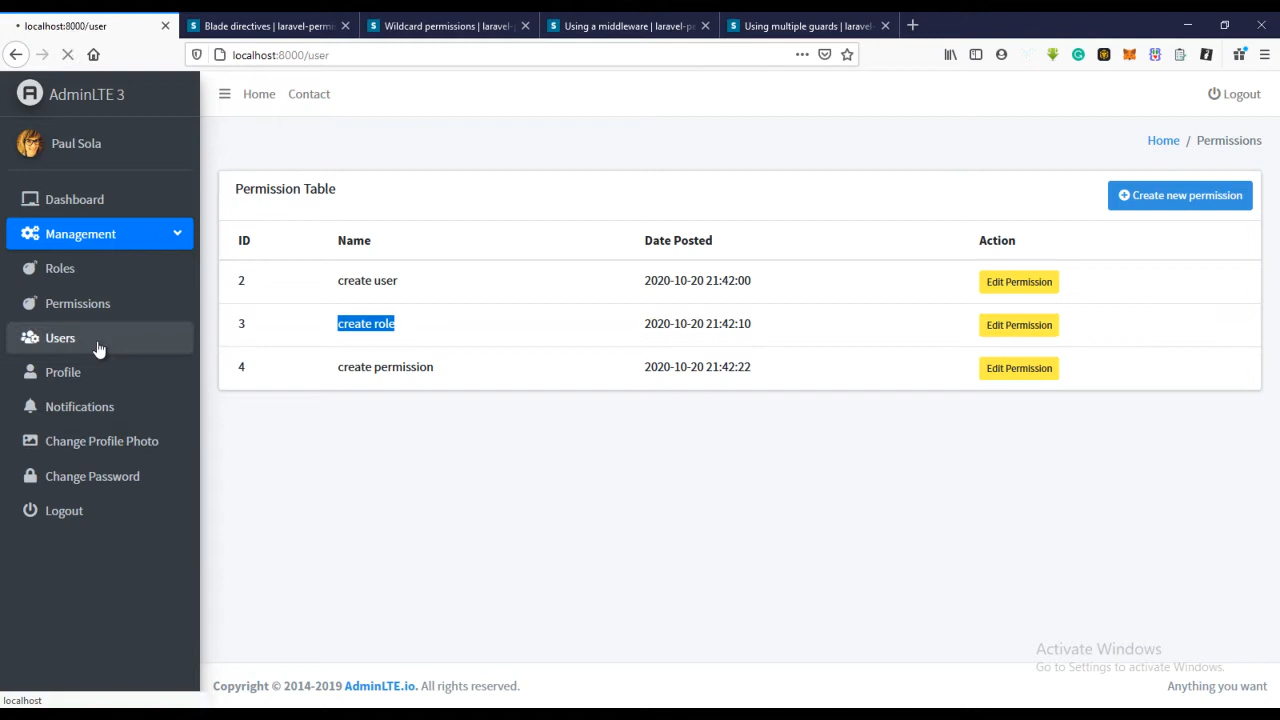 localhost:8000/user
Blade directives | laravel-permis
Wildcard permissions | laravel-
Using a middleware | laravel-pe
Using multiple guards | laravel
localhost:8000/user
AdminLTE 3
Home
Contact
Logout
Paul Sola
Home / Permissions
Dashboard
Management
Roles
Permissions
Users
Profile
Notifications
Change Profile Photo
Change Password
Logout
Permission Table
Create new permission
ID Name Date Posted Action
2 create user 2020-10-20 21:42:00 Edit Permission
3 create role 2020-10-20 21:42:10 Edit Permission
4 create permission 2020-10-20 21:42:22 Edit Permission
Activate Windows
Go to Settings to activate Windows.
Copyright © 2014-2019 AdminLTE.io. All rights reserved.
Anything you want
localhost